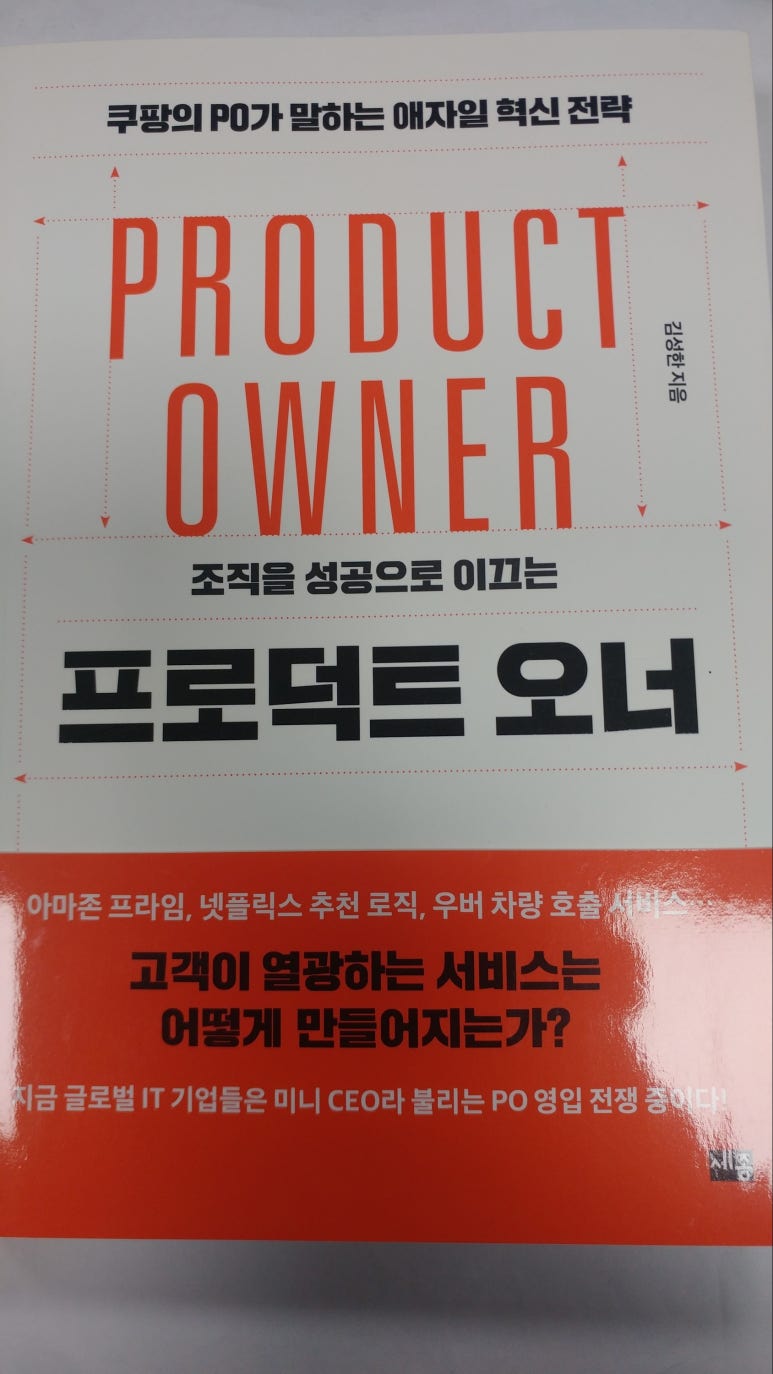 쿠팡의 PO가 말하는 애자일 혁신 전략
PRODUCT
OWNER
김성한 지음
조직을 성공으로 이끄는
프로덕트 오너
아마존 프라임, 넷플릭스 추천 로직, 우버 차량 호출 서비스…
고객이 열광하는 서비스는
어떻게 만들어지는가?
지금 글로벌 IT 기업들은 미니 CEO라 불리는 PO 영입 전쟁 중이다!
세종